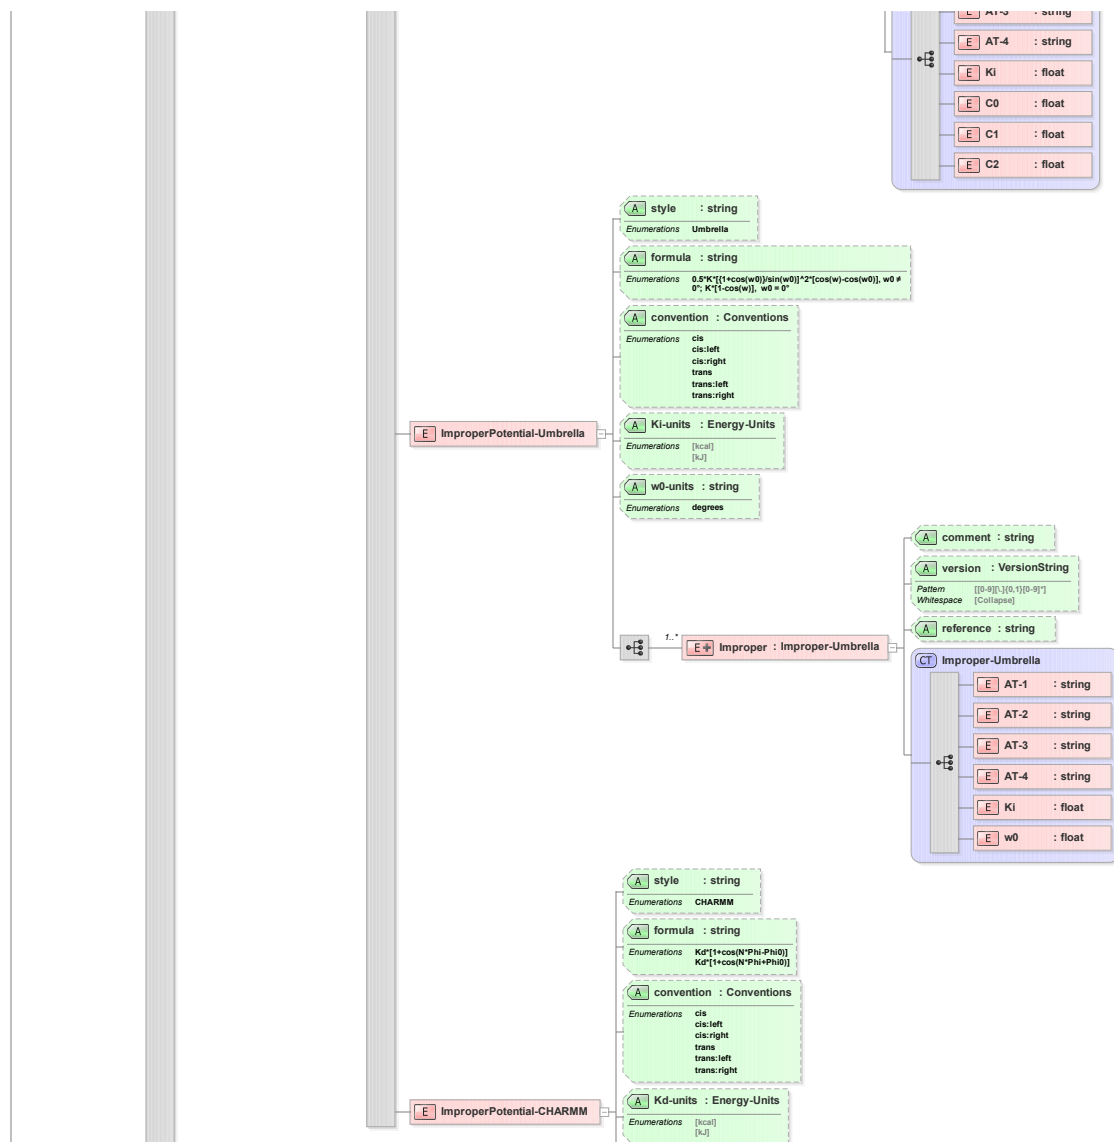 E AT-3 : string
E AT-4 : string
E Ki : float
E C0 : float
E C1 : float
E C2 : float
A style : string
Enumerations Umbrella
A formula : string
Enumerations 0.5*K*[{1+cos(w0)}/sin(w0)]^2*[cos(w)-cos(w0)], w0 ≠
0°; K*[1-cos(w)], w0 = 0°
A convention : Conventions
Enumerations cis
cis:left
cis:right
trans
trans:left
trans:right
E ImproperPotential-Umbrella
A Ki-units : Energy-Units
Enumerations [kcal]
[kJ]
A w0-units : string
Enumerations degrees
A comment : string
A version : VersionString
Pattern [[0-9][\.]{0,1}[0-9]*]
Whitespace [Collapse]
A reference : string
1..*
E Improper : Improper-Umbrella
CT Improper-Umbrella
E AT-1 : string
E AT-2 : string
E AT-3 : string
E AT-4 : string
E Ki : float
E w0 : float
A style : string
Enumerations CHARMM
A formula : string
Enumerations Kd*[1+cos(N*Phi-Phi0)]
Kd*[1+cos(N*Phi+Phi0)]
A convention : Conventions
Enumerations cis
cis:left
cis:right
trans
trans:left
trans:right
E ImproperPotential-CHARMM
A Kd-units : Energy-Units
Enumerations [kcal]
[kJ]